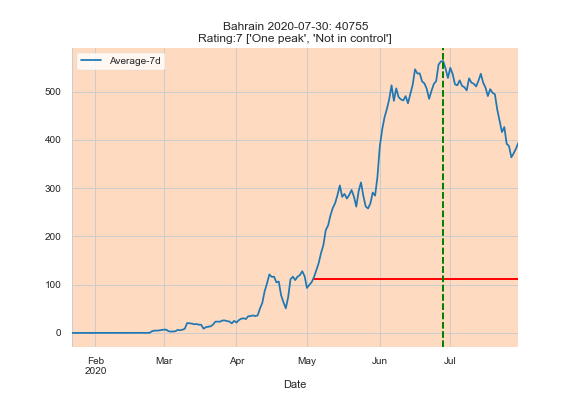 Bahrain 2020-07-30: 40755
Rating:7 ['One peak', 'Not in control']
Average-7d
500
400
300
200
100
0
Feb Mar Apr May Jun Jul
2020
Date